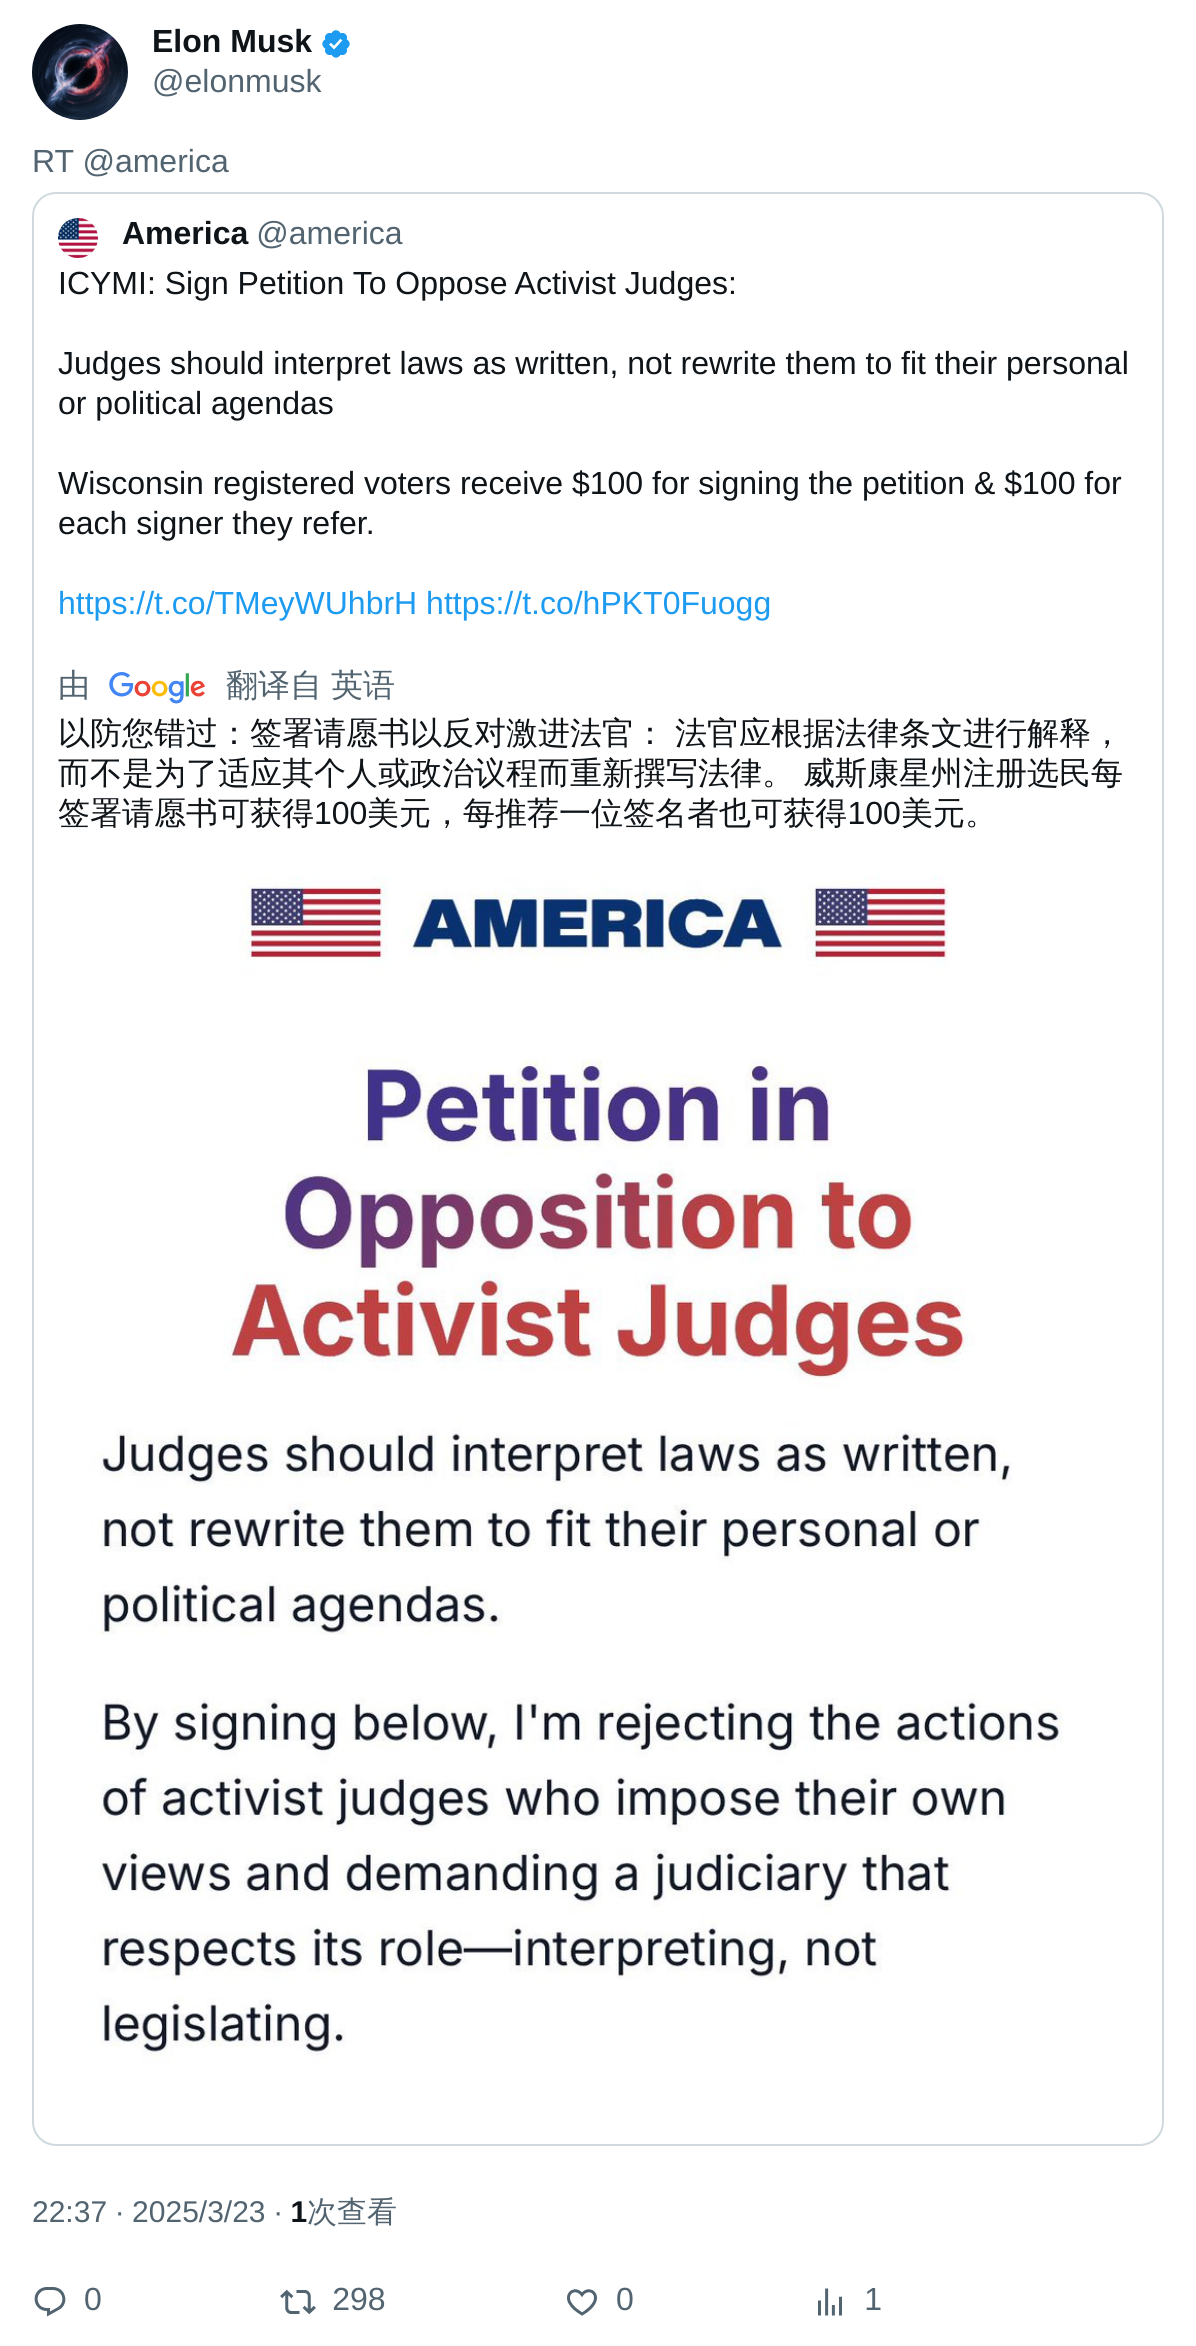 Elon Musk
@elonmusk
RT @america
America @america
ICYMI: Sign Petition To Oppose Activist Judges:
Judges should interpret laws as written, not rewrite them to fit their personal
or political agendas
Wisconsin registered voters receive $100 for signing the petition & $100 for
each signer they refer.
https://t.co/TMeyWUhbrH https://t.co/hPKT0Fuogg
由 Google 翻译自 英语
以防您错过：签署请愿书以反对激进法官： 法官应根据法律条文进行解释，
而不是为了适应其个人或政治议程而重新撰写法律。 威斯康星州注册选民每
签署请愿书可获得100美元，每推荐一位签名者也可获得100美元。
AMERICA
Petition in
Opposition to
Activist Judges
Judges should interpret laws as written,
not rewrite them to fit their personal or
political agendas.
By signing below, I'm rejecting the actions
of activist judges who impose their own
views and demanding a judiciary that
respects its role—interpreting, not
legislating.
22:37 · 2025/3/23 · 1次查看
0 298 0 1